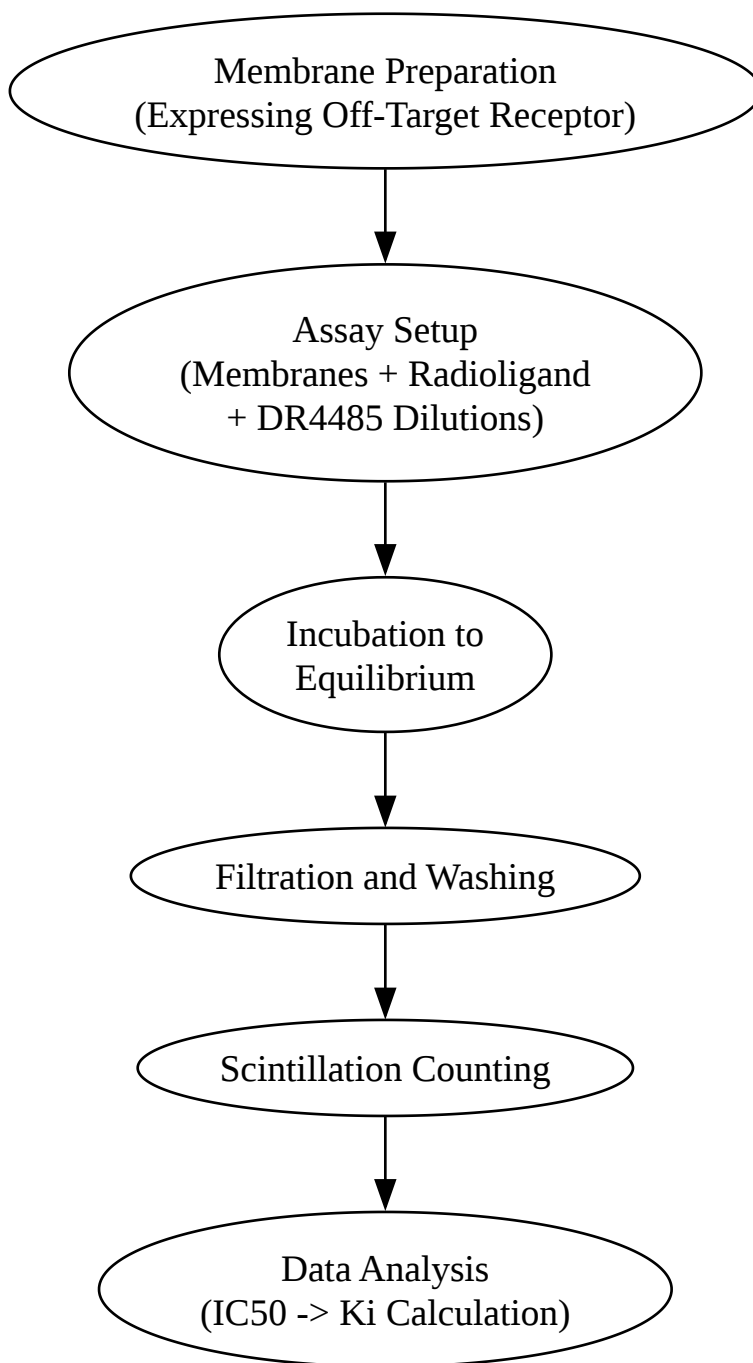 Membrane Preparation
(Expressing Off-Target Receptor)
Assay Setup
(Membranes + Radioligand
+ DR4485 Dilutions)
Incubation to
Equilibrium
Filtration and Washing
Scintillation Counting
Data Analysis
(IC50 -> Ki Calculation)